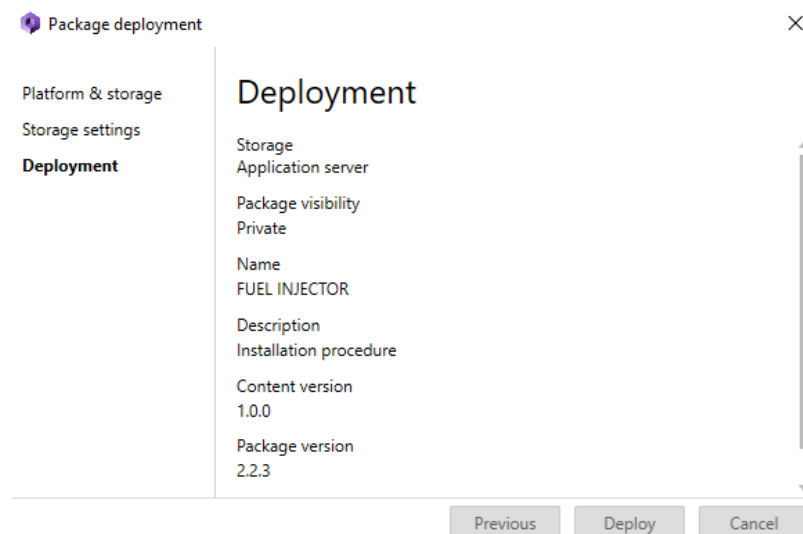 Package deployment
Platform & storage
Storage settings
Deployment
Deployment
Storage
Application server
Package visibility
Private
Name
FUEL INJECTOR
Description
Installation procedure
Content version
1.0.0
Package version
2.2.3
Previous
Deploy
Cancel